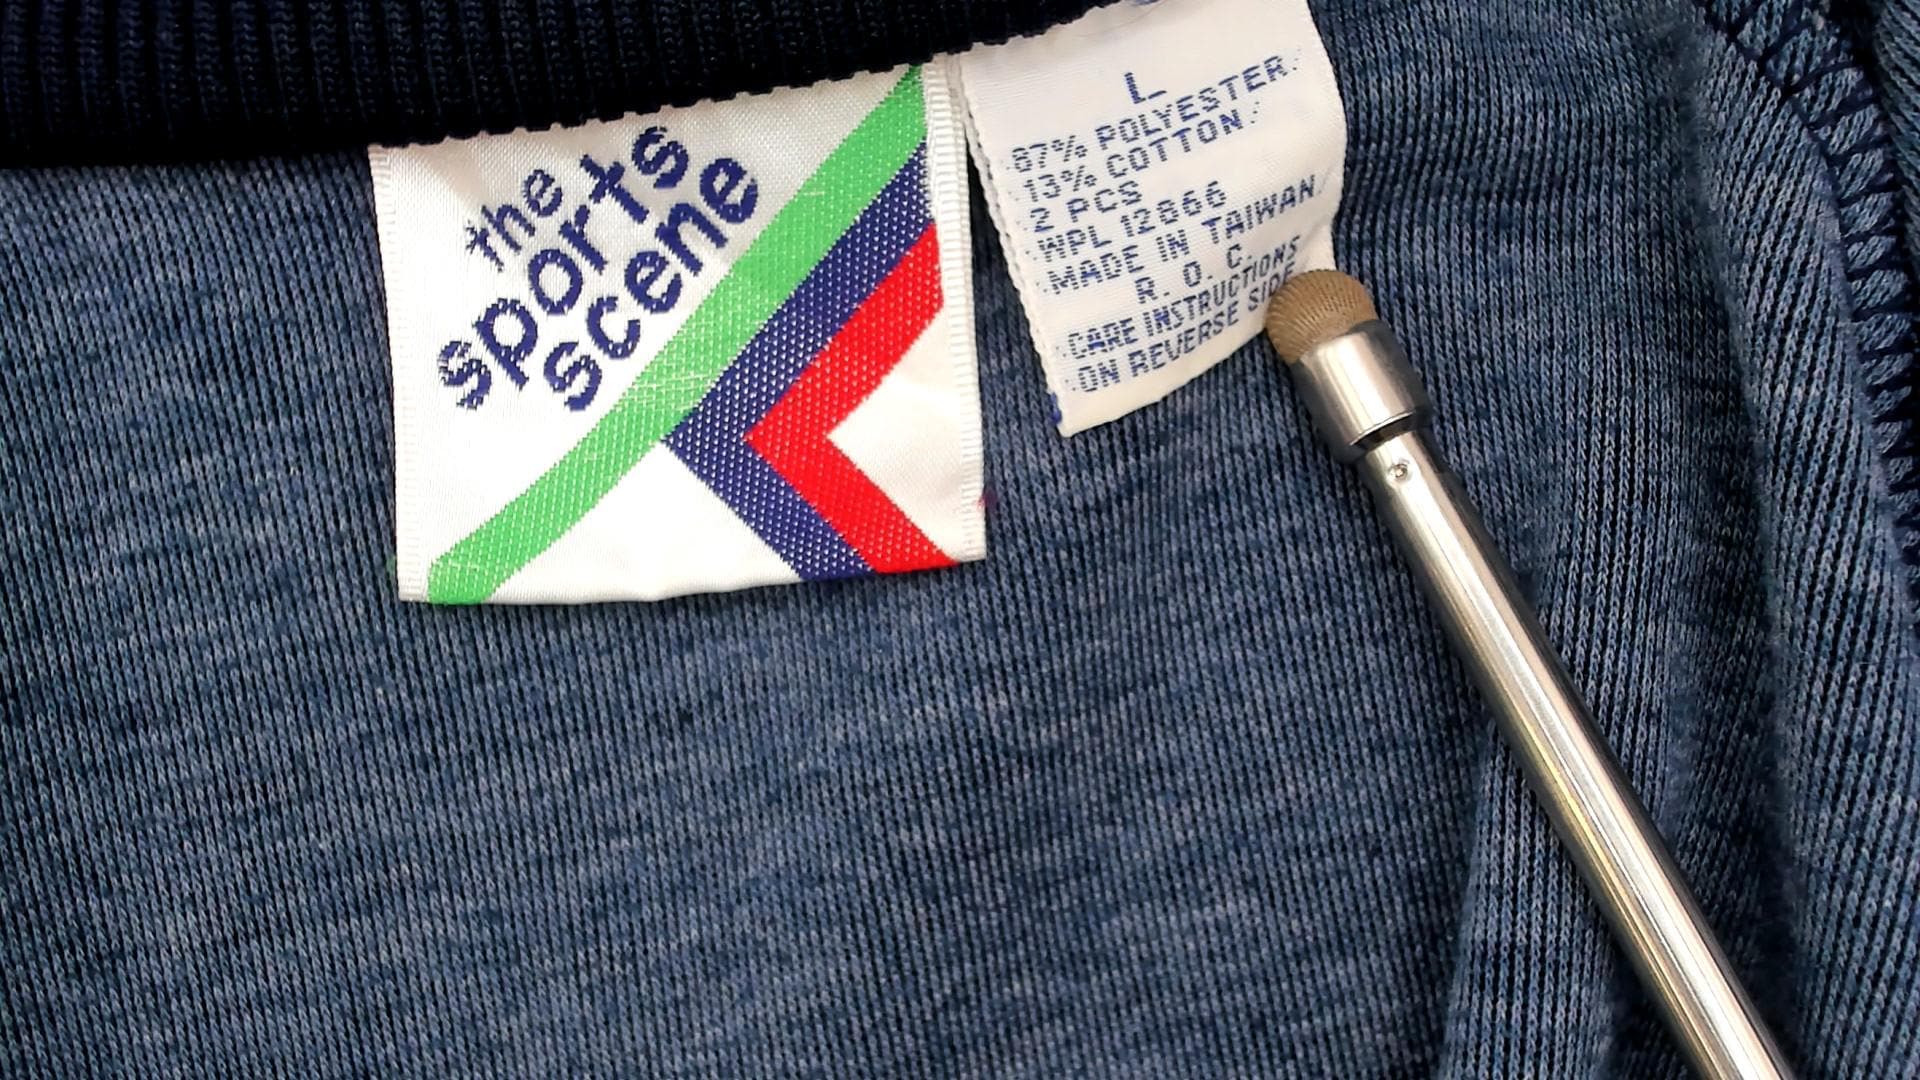 the
sports
scene
L
87% POLYESTER
13% COTTON
2 PCS
WPL 12866
MADE IN TAIWAN
R. O. C.
CARE INSTRUCTIONS
ON REVERSE SIDE